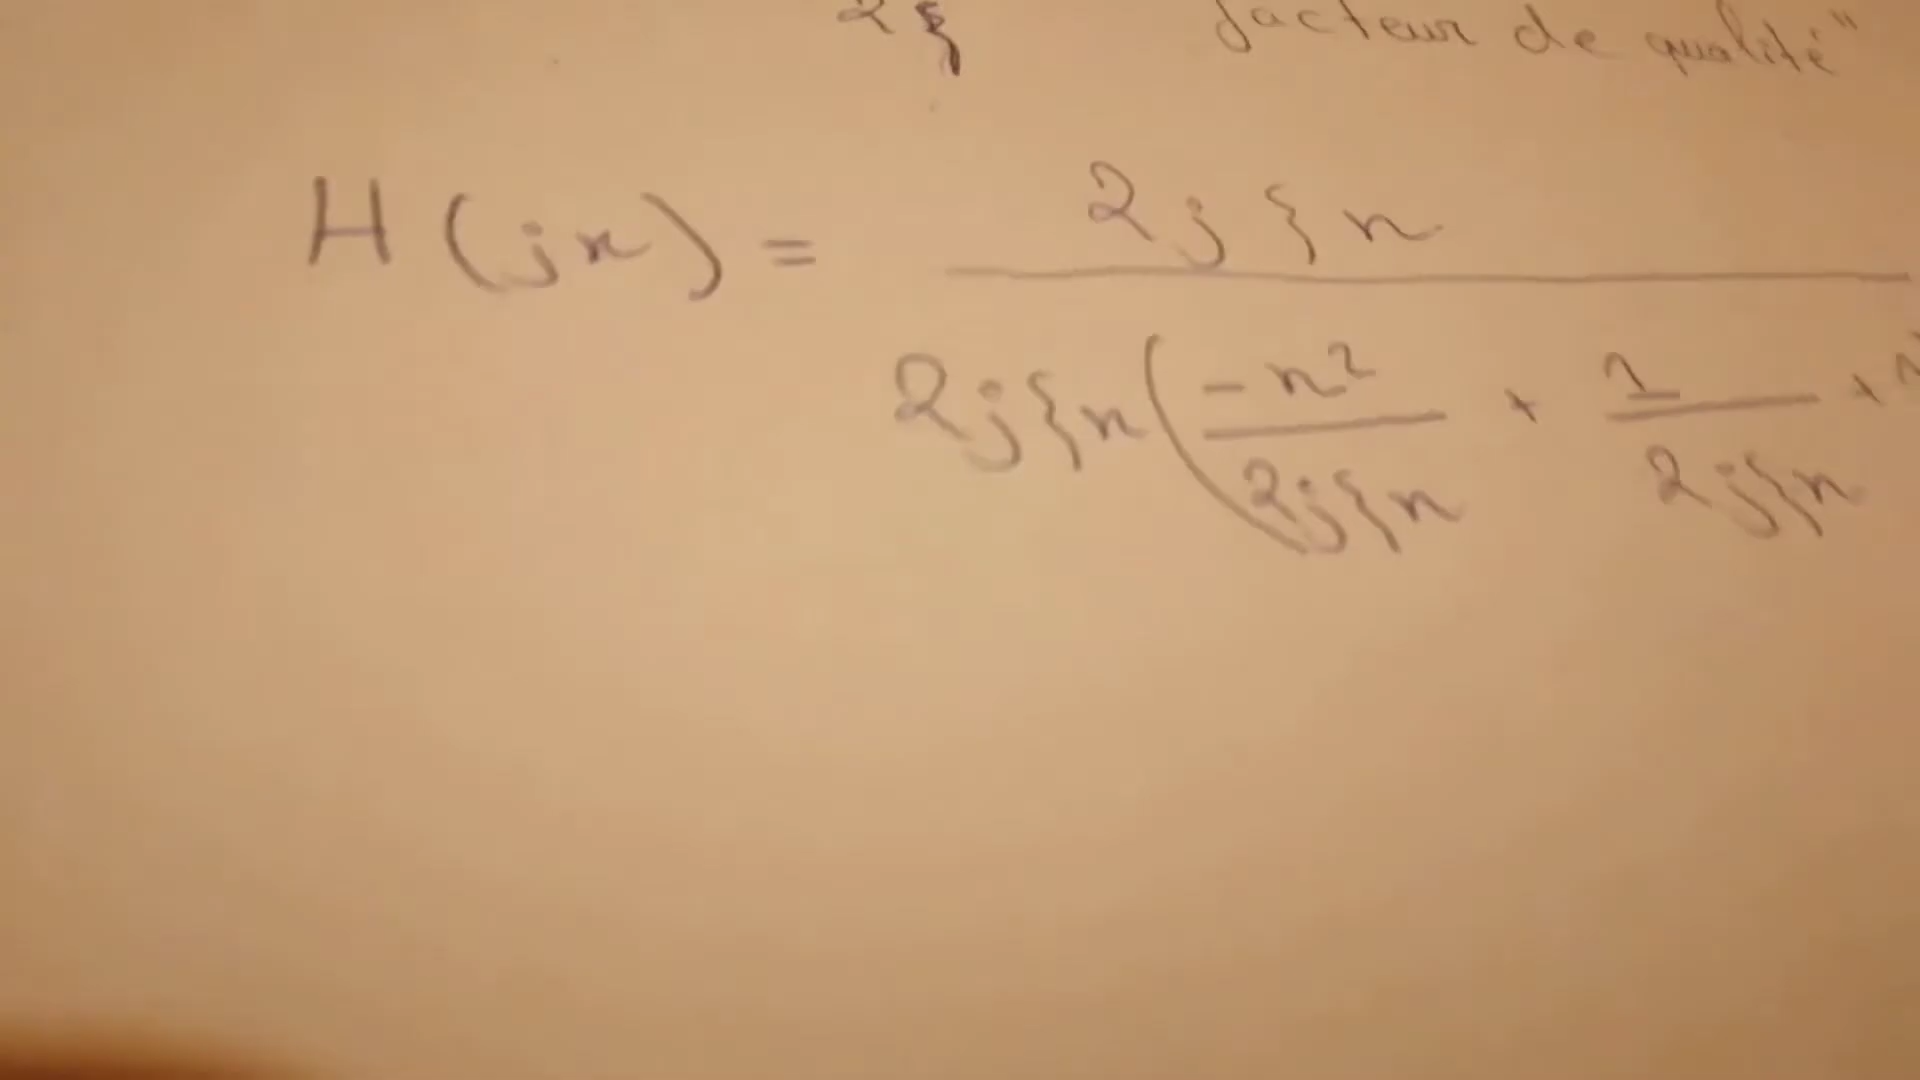 2ξ facteur de qualité"
H(jx) = 2jξx
2jξx ( -x² / 2jξx + 1 / 2jξx +